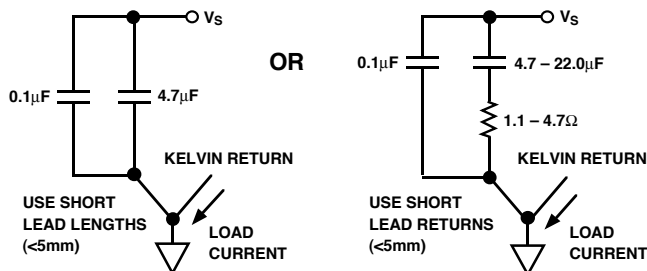 VS
0.1μF
4.7μF
KELVIN RETURN
USE SHORT
LEAD LENGTHS
(<5mm)
LOAD
CURRENT
OR
VS
0.1μF
4.7 – 22.0μF
1.1 – 4.7Ω
KELVIN RETURN
USE SHORT
LEAD RETURNS
(<5mm)
LOAD
CURRENT